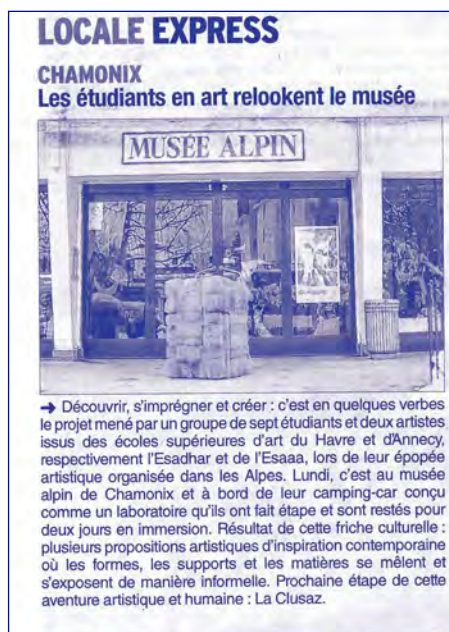 LOCALE EXPRESS
CHAMONIX
Les étudiants en art relookent le musée
MUSÉE ALPIN
→ Découvrir, s'imprégner et créer : c'est en quelques verbes
le projet mené par un groupe de sept étudiants et deux artistes
issus des écoles supérieures d'art du Havre et d'Annecy,
respectivement l'Esadhar et de l'Esaaa, lors de leur épopée
artistique organisée dans les Alpes. Lundi, c'est au musée
alpin de Chamonix et à bord de leur camping-car conçu
comme un laboratoire qu'ils ont fait étape et sont restés pour
deux jours en immersion. Résultat de cette friche culturelle :
plusieurs propositions artistiques d'inspiration contemporaine
où les formes, les supports et les matières se mêlent et
s'exposent de manière informelle. Prochaine étape de cette
aventure artistique et humaine : La Clusaz.